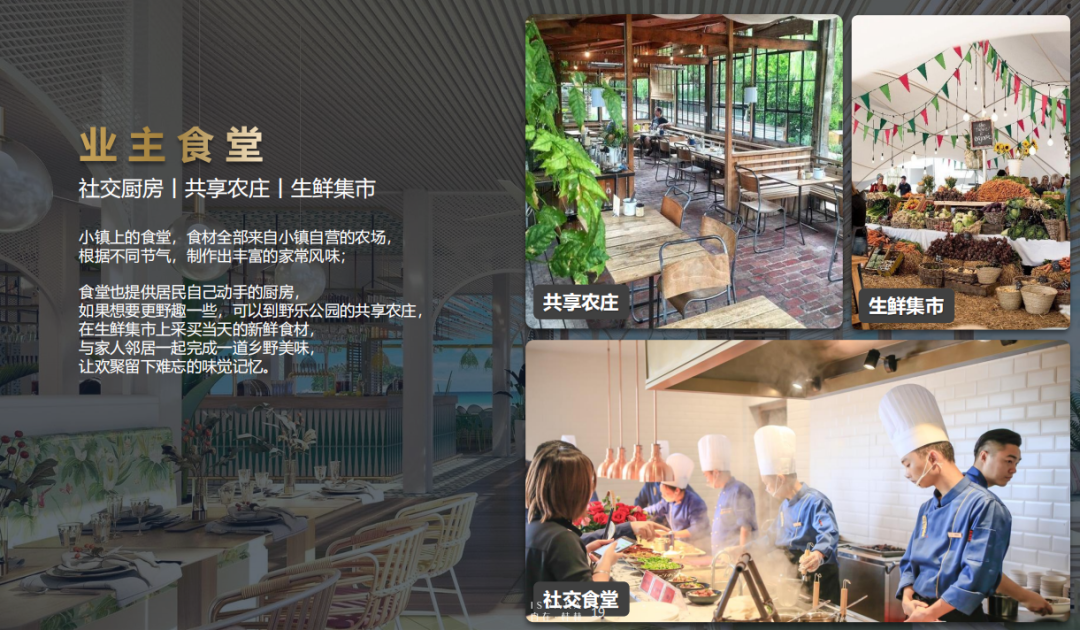 业主食堂
社交厨房丨共享农庄丨生鲜集市
小镇上的食堂，食材全部来自小镇自营的农场，
根据不同节气，制作出丰富的家常风味；
食堂也提供居民自己动手的厨房，
如果想要更野趣一些，可以到野乐公园的共享农庄，
在生鲜集市上采买当天的新鲜食材，
与家人邻居一起完成一道乡野美味，
让欢聚留下难忘的味觉记忆。
共享农庄
生鲜集市
社交食堂
19